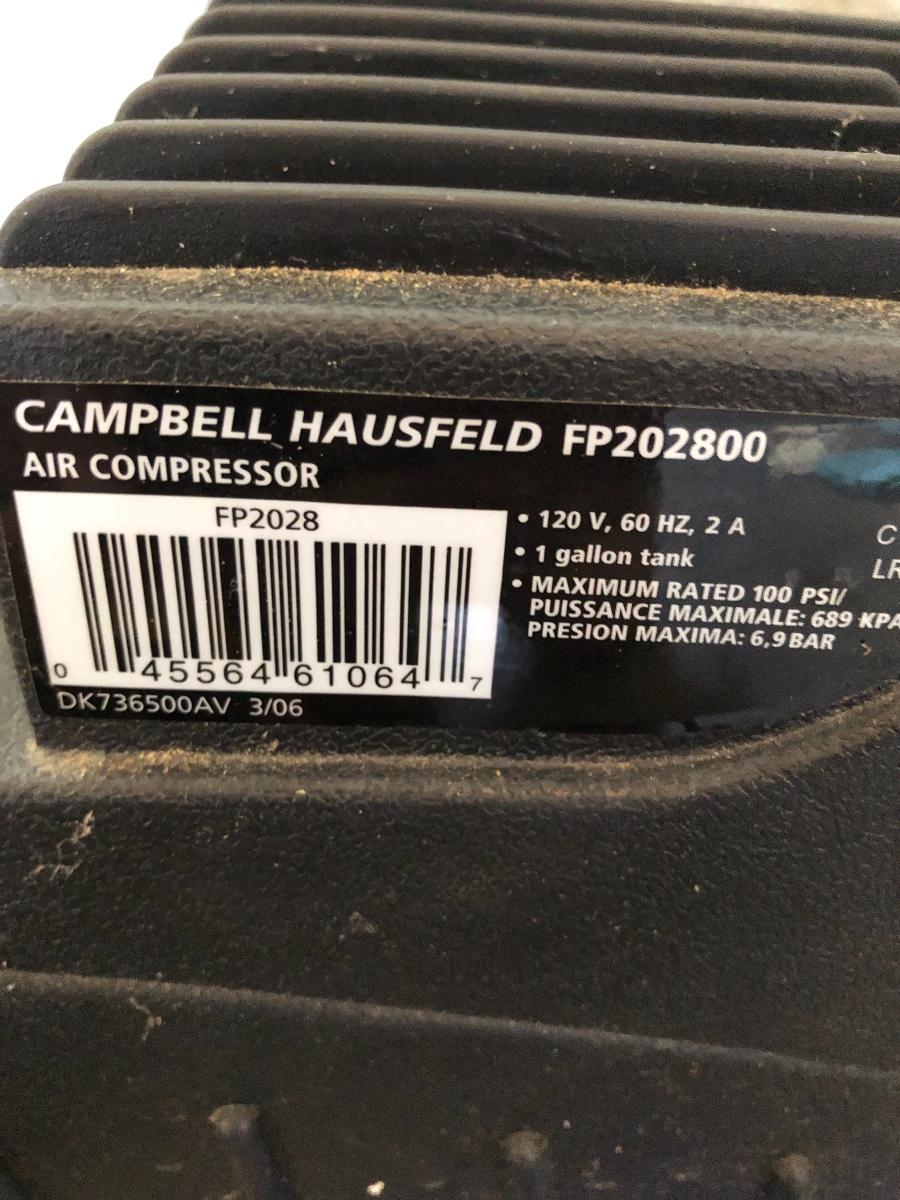 CAMPBELL HAUSFELD FP202800
AIR COMPRESSOR
FP2028
0 45564 61064 7
DK736500AV 3/06
• 120 V, 60 HZ, 2 A
• 1 gallon tank
• MAXIMUM RATED 100 PSI/
PUISSANCE MAXIMALE: 689 KPA
PRESION MAXIMA: 6,9 BAR
C
LR